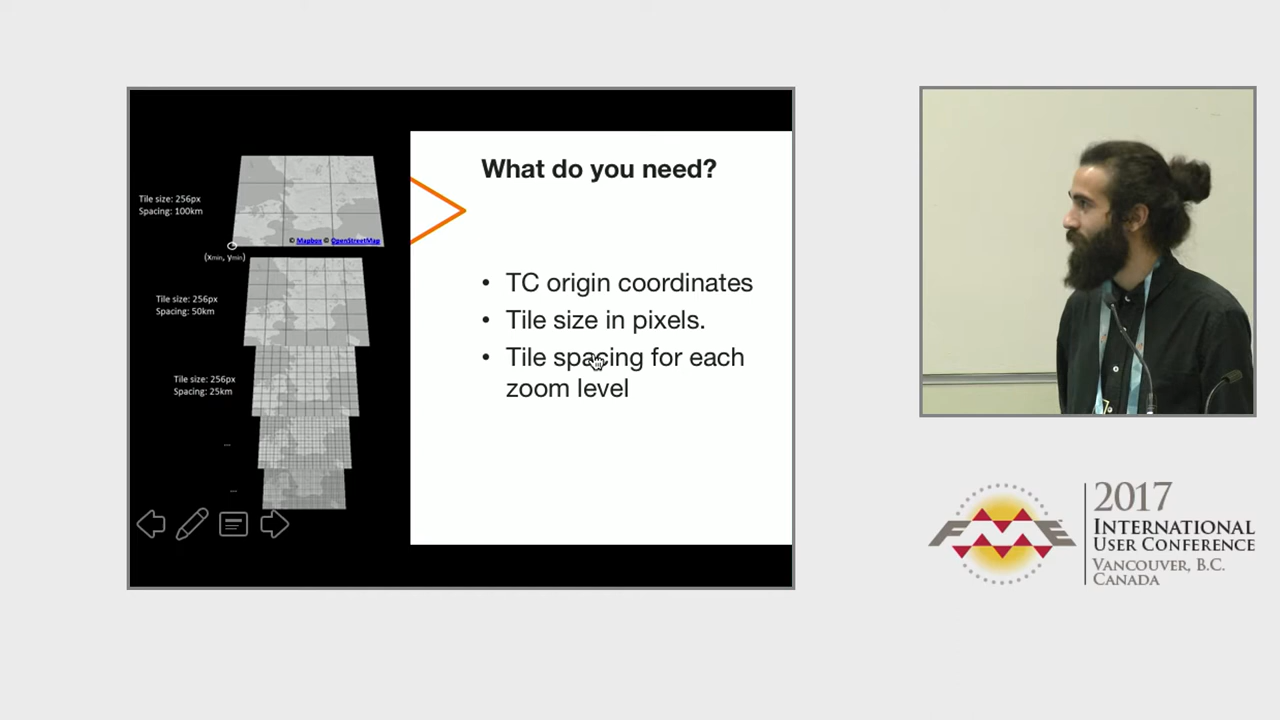 What do you need?
Tile size: 256px
Spacing: 100km
© Mapbox © OpenStreetMap
(xmin, ymin)
• TC origin coordinates
Tile size: 256px
Spacing: 50km
• Tile size in pixels.
• Tile spacing for each
zoom level
Tile size: 256px
Spacing: 25km
...
...
FME
2017
INTERNATIONAL
USER CONFERENCE
VANCOUVER, B.C.
CANADA